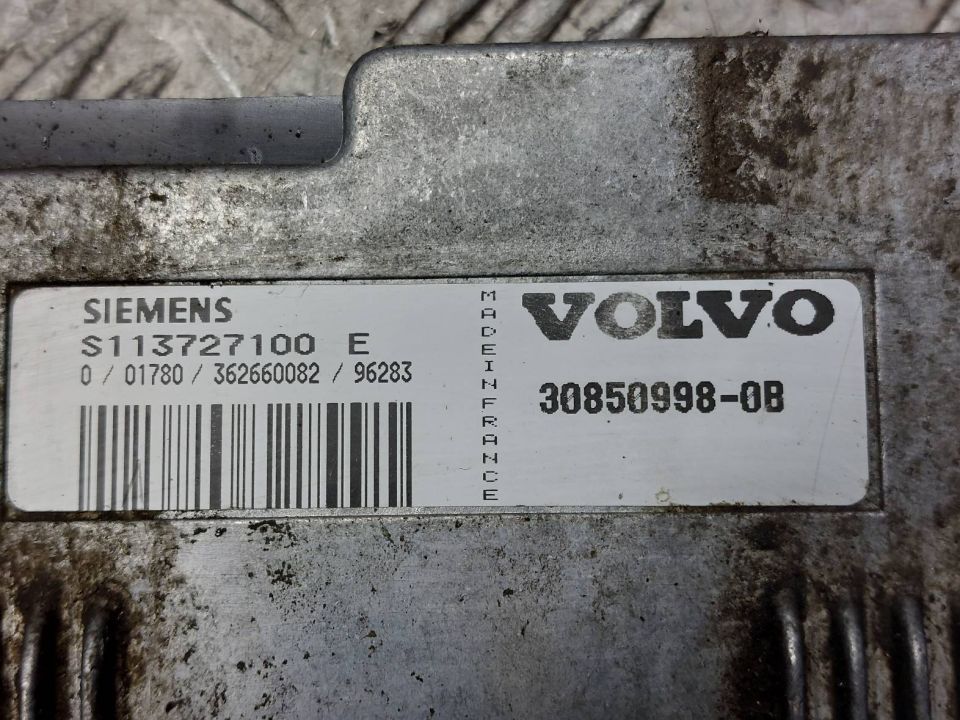 SIEMENS
S113727100 E
0 / 01780 / 362660082 / 96283
MADEINFRANCE
VOLVO
30850998-0B